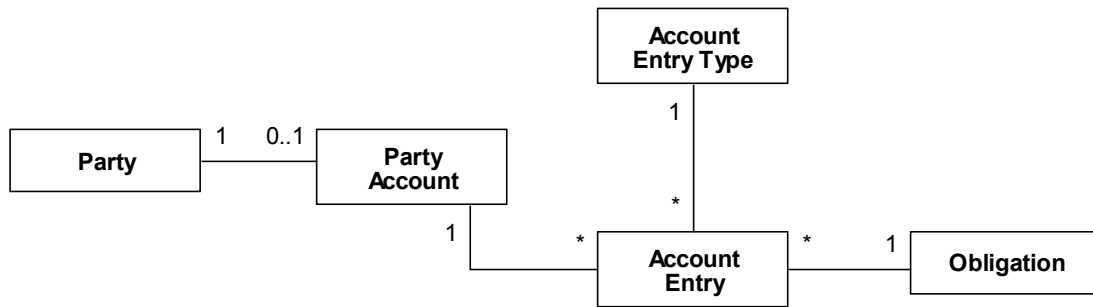 Account
Entry Type
1
1 0..1
Party
Party
Account
*
1 * * 1
Account
Entry
Obligation